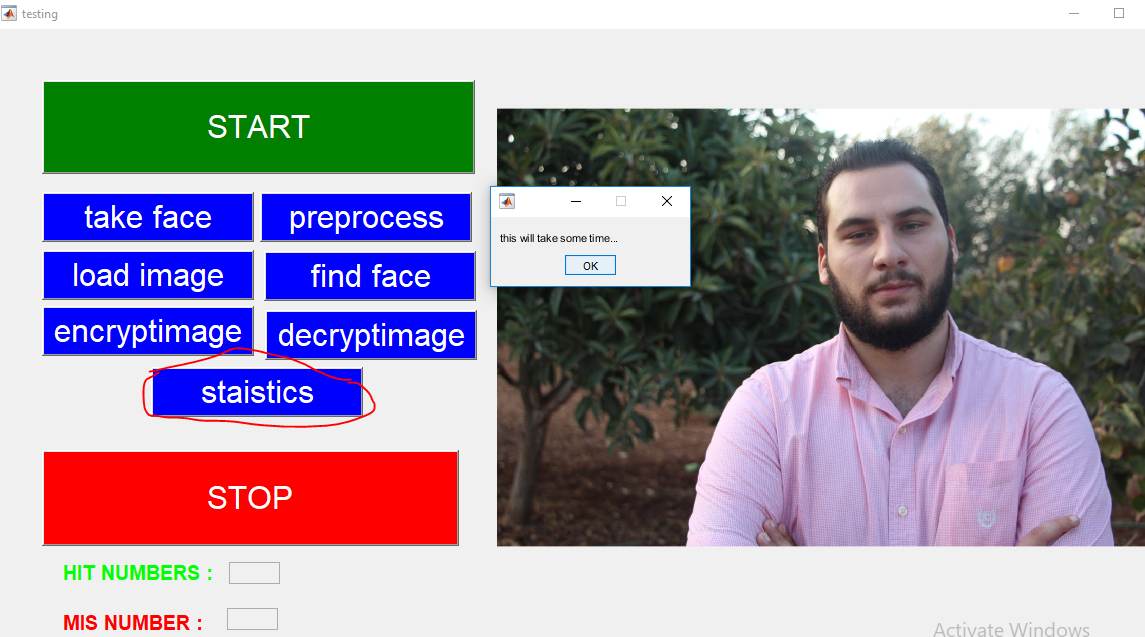 testing
START
take face
preprocess
load image
find face
encryptimage
decryptimage
staistics
this will take some time...
OK
STOP
HIT NUMBERS :
MIS NUMBER :
Activate Windows